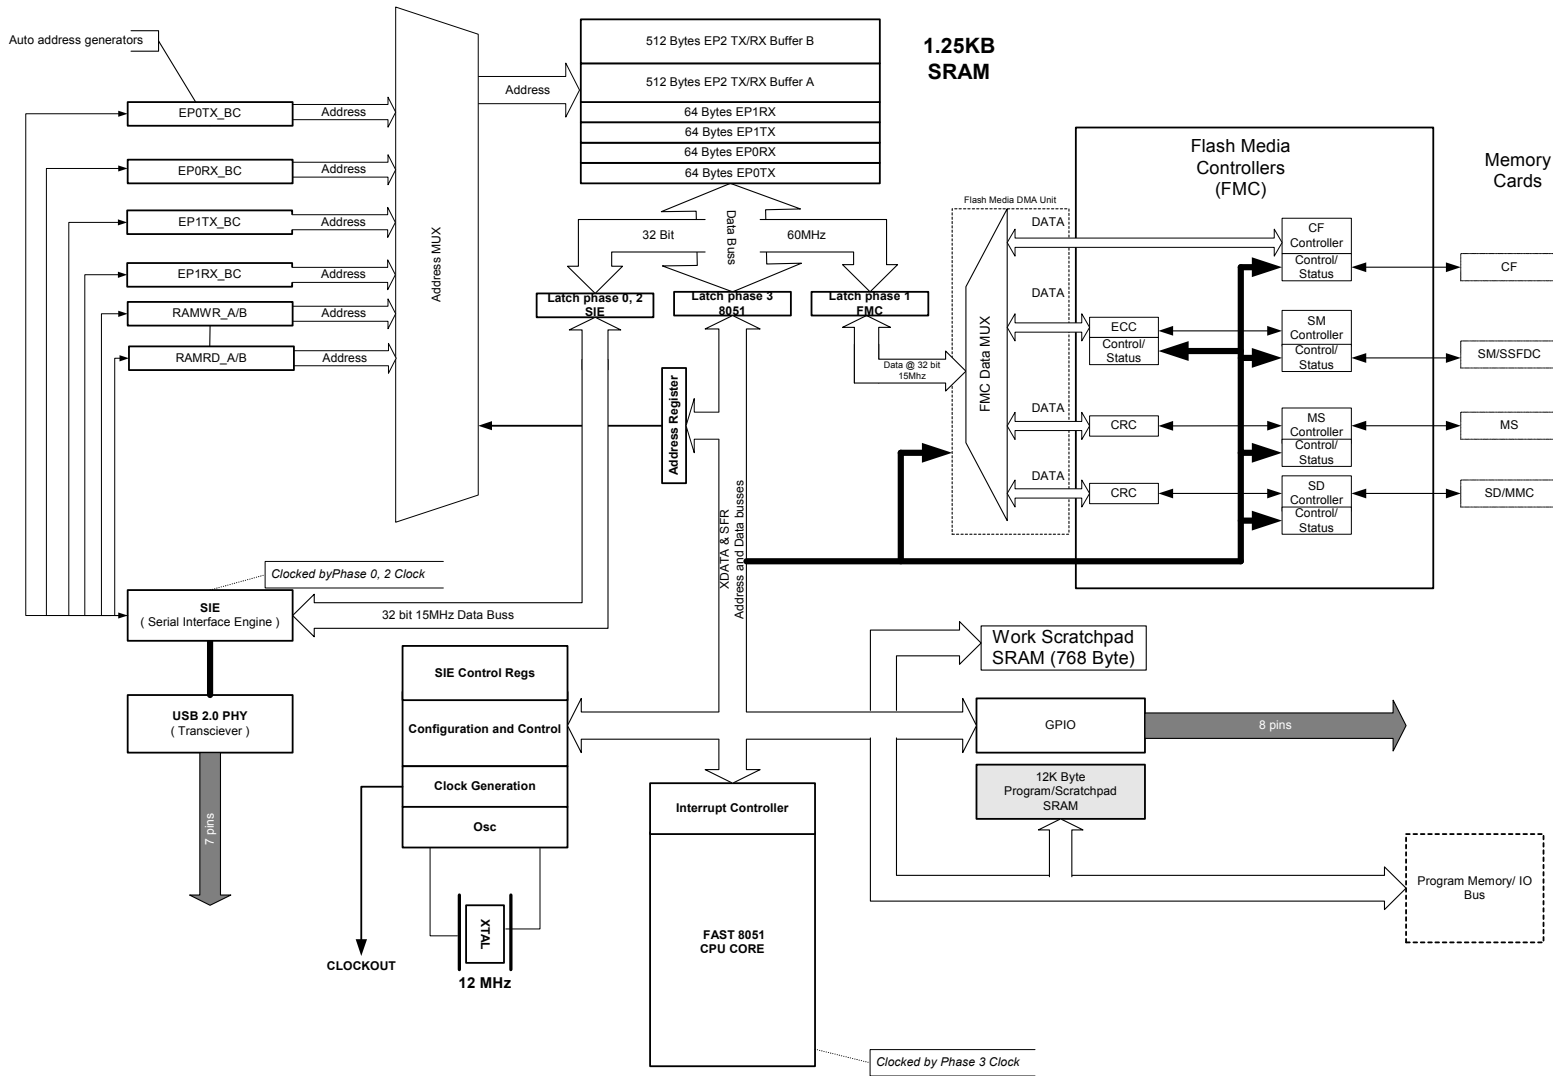 Auto address generators
EP0TX_BC
EP0RX_BC
EP1TX_BC
EP1RX_BC
RAMWR_A/B
RAMRD_A/B
Address
Address
Address
Address
Address
Address
Address MUX
Address
512 Bytes EP2 TX/RX Buffer B
512 Bytes EP2 TX/RX Buffer A
64 Bytes EP1RX
64 Bytes EP1TX
64 Bytes EP0RX
64 Bytes EP0TX
1.25KB
SRAM
32 Bit
Data Buss
60MHz
Latch phase 0, 2
SIE
Latch phase 3
8051
Latch phase 1
FMC
Data @ 32 bit
15Mhz
Address Register
Flash Media DMA Unit
FMC Data MUX
DATA
DATA
DATA
DATA
Flash Media
Controllers
(FMC)
CF
Controller
Control/
Status
ECC
Control/
Status
SM
Controller
Control/
Status
CRC
MS
Controller
Control/
Status
CRC
SD
Controller
Control/
Status
Memory
Cards
CF
SM/SSFDC
MS
SD/MMC
XDATA & SFR
Address and Data busses
Clocked byPhase 0, 2 Clock
SIE
( Serial Interface Engine )
32 bit 15MHz Data Buss
USB 2.0 PHY
( Transciever )
7 pins
SIE Control Regs
Configuration and Control
Clock Generation
Osc
XTAL
12 MHz
CLOCKOUT
Interrupt Controller
FAST 8051
CPU CORE
Clocked by Phase 3 Clock
Work Scratchpad
SRAM (768 Byte)
GPIO
8 pins
12K Byte
Program/Scratchpad
SRAM
Program Memory/ IO
Bus